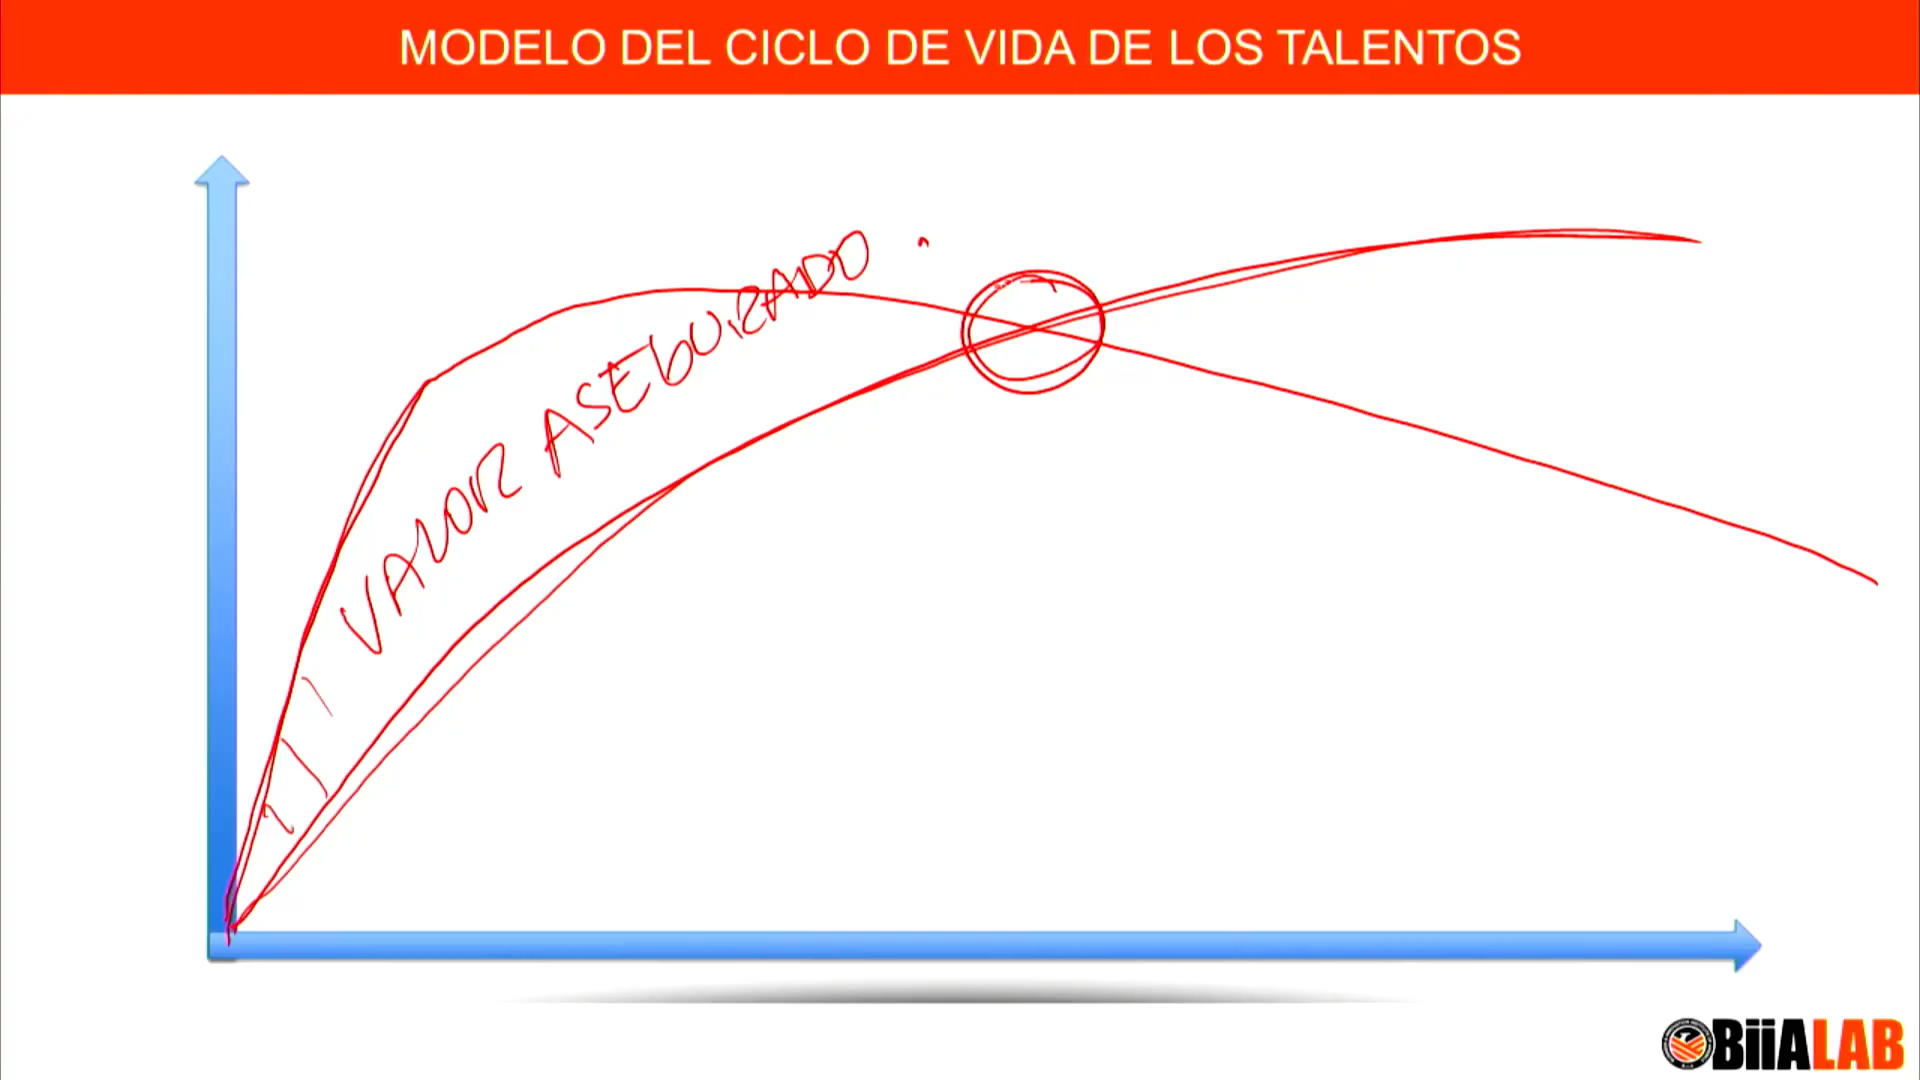 MODELO DEL CICLO DE VIDA DE LOS TALENTOS
VALOR ASEGURADO
BiiALAB